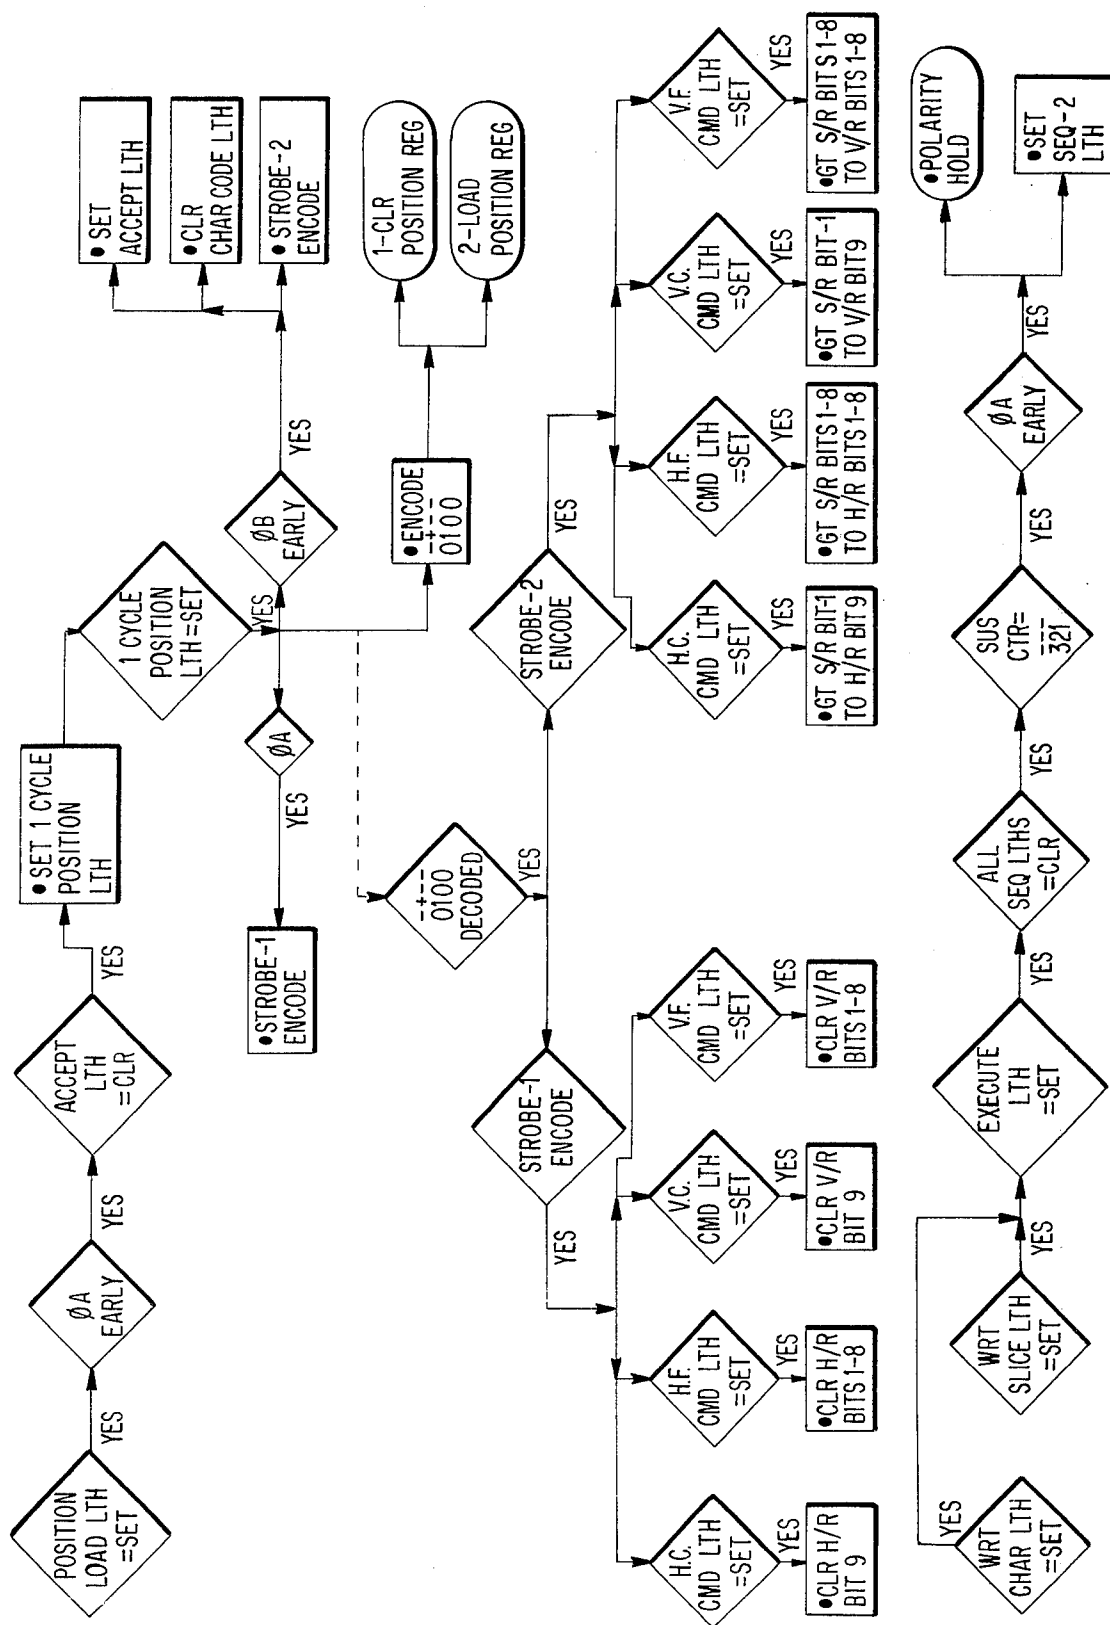 POSITION
LOAD LTH
=SET
YES
ØA
EARLY
YES
ACCEPT
LTH
=CLR
YES
• SET 1 CYCLE
POSITION
LTH
1 CYCLE
POSITION
LTH=SET
YES
ØA
YES
•STROBE-1
ENCODE
ØB
EARLY
YES
• SET
ACCEPT LTH
•CLR
CHAR CODE LTH
•STROBE-2
ENCODE
•ENCODE
-+--
0100
1-CLR
POSITION REG
2-LOAD
POSITION REG
-+--
0100
DECODED
YES
STROBE-1
ENCODE
YES
STROBE-2
ENCODE
YES
H.C.
CMD LTH
=SET
YES
•CLR H/R
BIT 9
H.F.
CMD LTH
=SET
YES
•CLR H/R
BITS 1-8
V.C.
CMD LTH
=SET
YES
•CLR V/R
BIT 9
V.F.
CMD LTH
=SET
YES
•CLR V/R
BITS 1-8
H.C.
CMD LTH
=SET
YES
•GT S/R BIT-1
TO H/R BIT 9
H.F.
CMD LTH
=SET
YES
•GT S/R BITS 1-8
TO H/R BITS 1-8
V.C.
CMD LTH
=SET
YES
•GT S/R BIT-1
TO V/R BIT 9
V.F.
CMD LTH
=SET
YES
•GT S/R BITS 1-8
TO V/R BITS 1-8
WRT
CHAR LTH
=SET
YES
WRT
SLICE LTH
=SET
YES
EXECUTE
LTH
=SET
YES
ALL
SEQ LTHS
=CLR
YES
SUS
CTR=
---
321
YES
ØA
EARLY
YES
•POLARITY
HOLD
•SET
SEQ-2
LTH